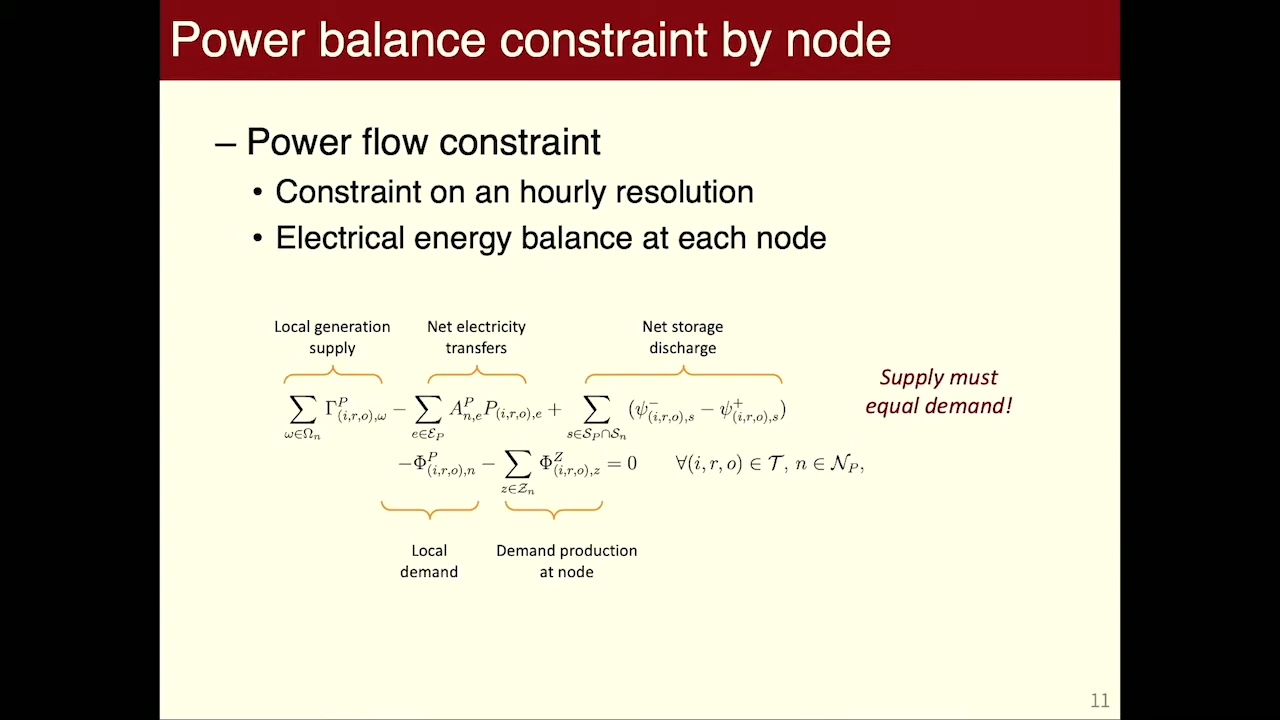 Power balance constraint by node
– Power flow constraint
• Constraint on an hourly resolution
• Electrical energy balance at each node
Local generation supply
Net electricity transfers
Net storage discharge
Supply must
equal demand!
∑_{ω∈Ω_n} Γ^P_{(i,r,o),ω} − ∑_{e∈ℰ_P} A^P_{n,e} P_{(i,r,o),e} + ∑_{s∈𝒮_P∩𝒮_n} (ψ^−_{(i,r,o),s} − ψ^+_{(i,r,o),s})
−Φ^P_{(i,r,o),n} − ∑_{z∈𝒵_n} Φ^Z_{(i,r,o),z} = 0 ∀(i, r, o) ∈ 𝒯, n ∈ 𝒩_P,
Local demand
Demand production at node
11